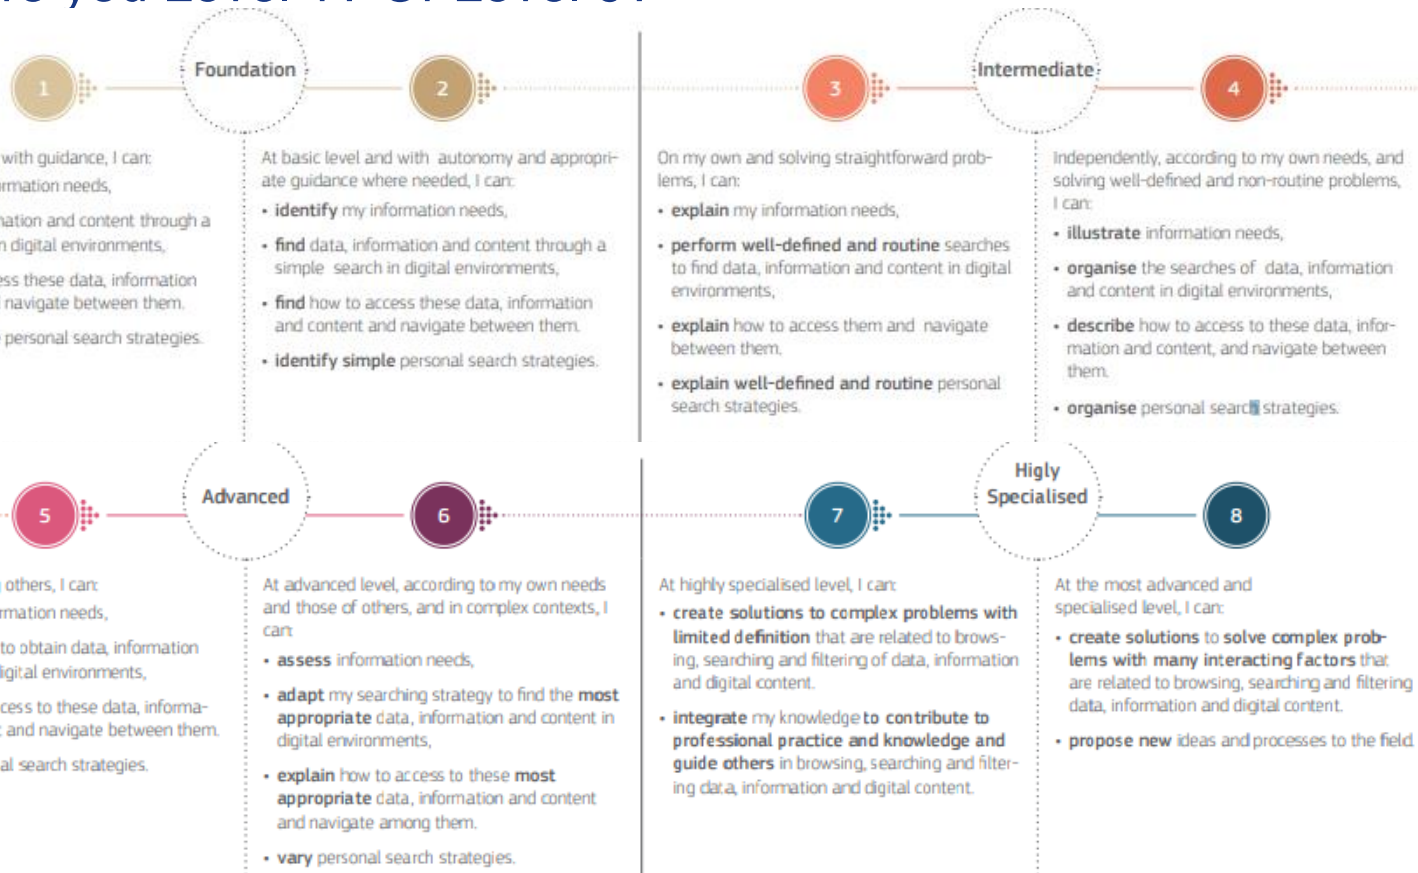 you Level
1
Foundation
2
3
Intermediate
4
with guidance, I can:
needs,
and content through a
digital environments,
these data, information
navigate between them.
personal search strategies.
At basic level and with autonomy and appropri-
ate guidance where needed, I can:
• identify my information needs,
• find data, information and content through a
simple search in digital environments,
• find how to access these data, information
and content and navigate between them.
• identify simple personal search strategies.
On my own and solving straightforward prob-
lems, I can:
• explain my information needs,
• perform well-defined and routine searches
to find data, information and content in digital
environments,
• explain how to access them and navigate
between them.
• explain well-defined and routine personal
search strategies.
Independently, according to my own needs, and
solving well-defined and non-routine problems,
I can:
• illustrate information needs,
• organise the searches of data, information
and content in digital environments,
• describe how to access to these data, infor-
mation and content, and navigate between
them.
• organise personal search strategies.
5
Advanced
6
7
Higly
Specialised
8
others, I can:
needs,
to obtain data, information
digital environments,
to these data, informa-
and navigate between them.
search strategies.
At advanced level, according to my own needs
and those of others, and in complex contexts, I
can:
• assess information needs,
• adapt my searching strategy to find the most
appropriate data, information and content in
digital environments,
• explain how to access to these most
appropriate data, information and content
and navigate among them.
• vary personal search strategies.
At highly specialised level, I can:
• create solutions to complex problems with
limited definition that are related to brows-
ing, searching and filtering of data, information
and digital content.
• integrate my knowledge to contribute to
professional practice and knowledge and
guide others in browsing, searching and filter-
ing data, information and digital content.
At the most advanced and
specialised level, I can:
• create solutions to solve complex prob-
lems with many interacting factors that
are related to browsing, searching and filtering
data, information and digital content.
• propose new ideas and processes to the field.